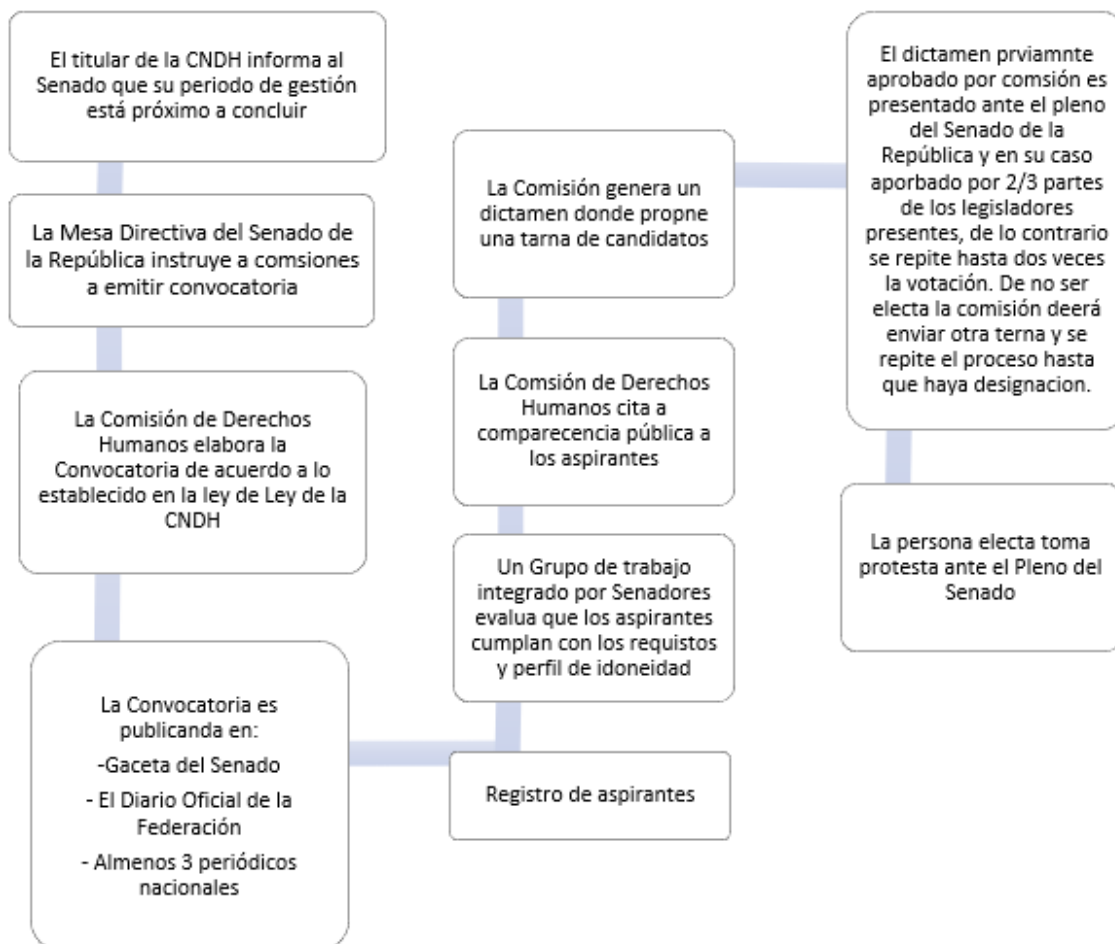 El titular de la CNDH informa al
Senado que su periodo de gestión
está próximo a concluir
La Mesa Directiva del Senado de
la República instruye a comsiones
a emitir convocatoria
La Comisión de Derechos
Humanos elabora la
Convocatoria de acuerdo a lo
establecido en la ley de Ley de la
CNDH
La Convocatoria es
publicanda en:
-Gaceta del Senado
- El Diario Oficial de la
Federación
- Almenos 3 periódicos
nacionales
Registro de aspirantes
Un Grupo de trabajo
integrado por Senadores
evalua que los aspirantes
cumplan con los requistos
y perfil de idoneidad
La Comsión de Derechos
Humanos cita a
comparecencia pública a
los aspirantes
La Comisión genera un
dictamen donde propne
una tarna de candidatos
El dictamen prviamnte
aprobado por comsión es
presentado ante el pleno
del Senado de la
República y en su caso
aporbado por 2/3 partes
de los legisladores
presentes, de lo contrario
se repite hasta dos veces
la votación. De no ser
electa la comisión deerá
enviar otra terna y se
repite el proceso hasta
que haya designacion.
La persona electa toma
protesta ante el Pleno del
Senado